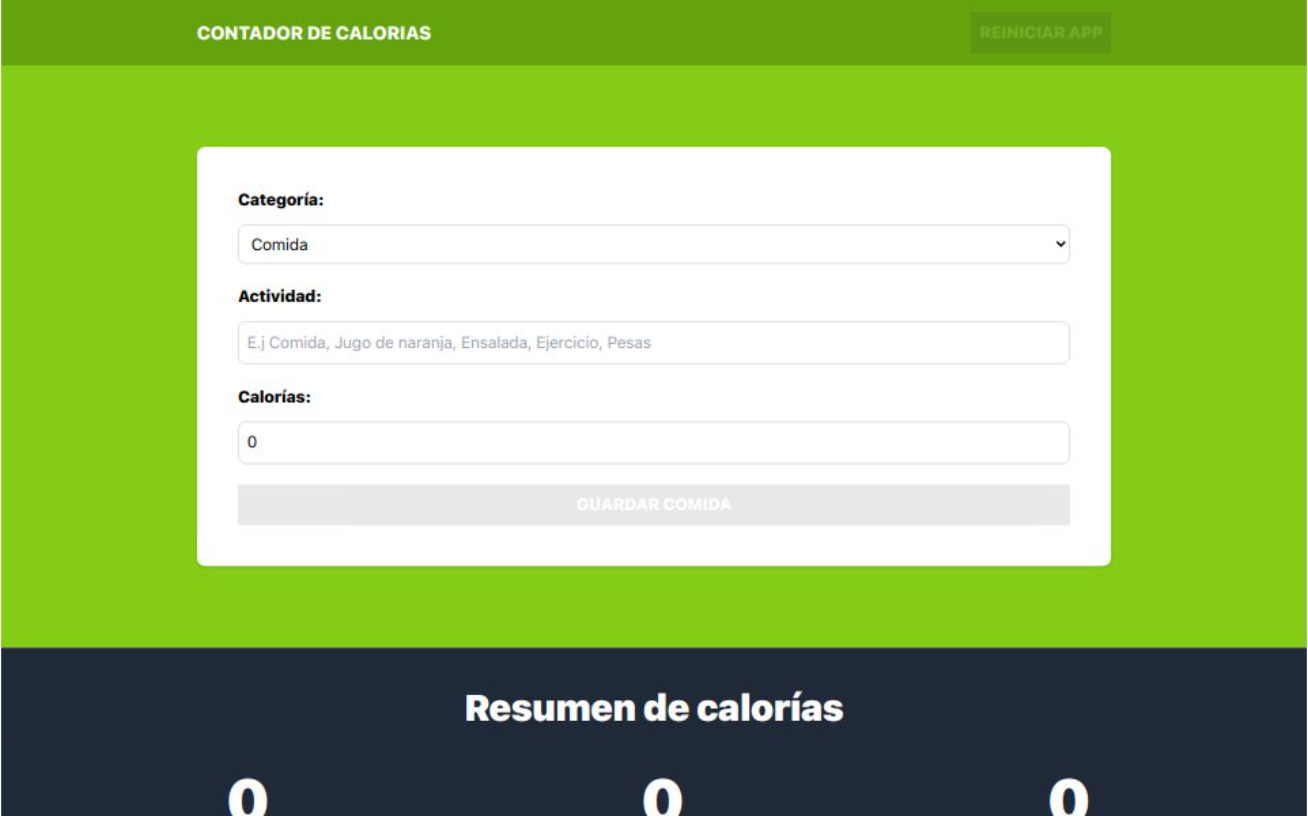 CONTADOR DE CALORIAS
REINICIAR APP
Categoría:
Comida
Actividad:
E.j Comida, Jugo de naranja, Ensalada, Ejercicio, Pesas
Calorías:
0
GUARDAR COMIDA
Resumen de calorías
0 0 0